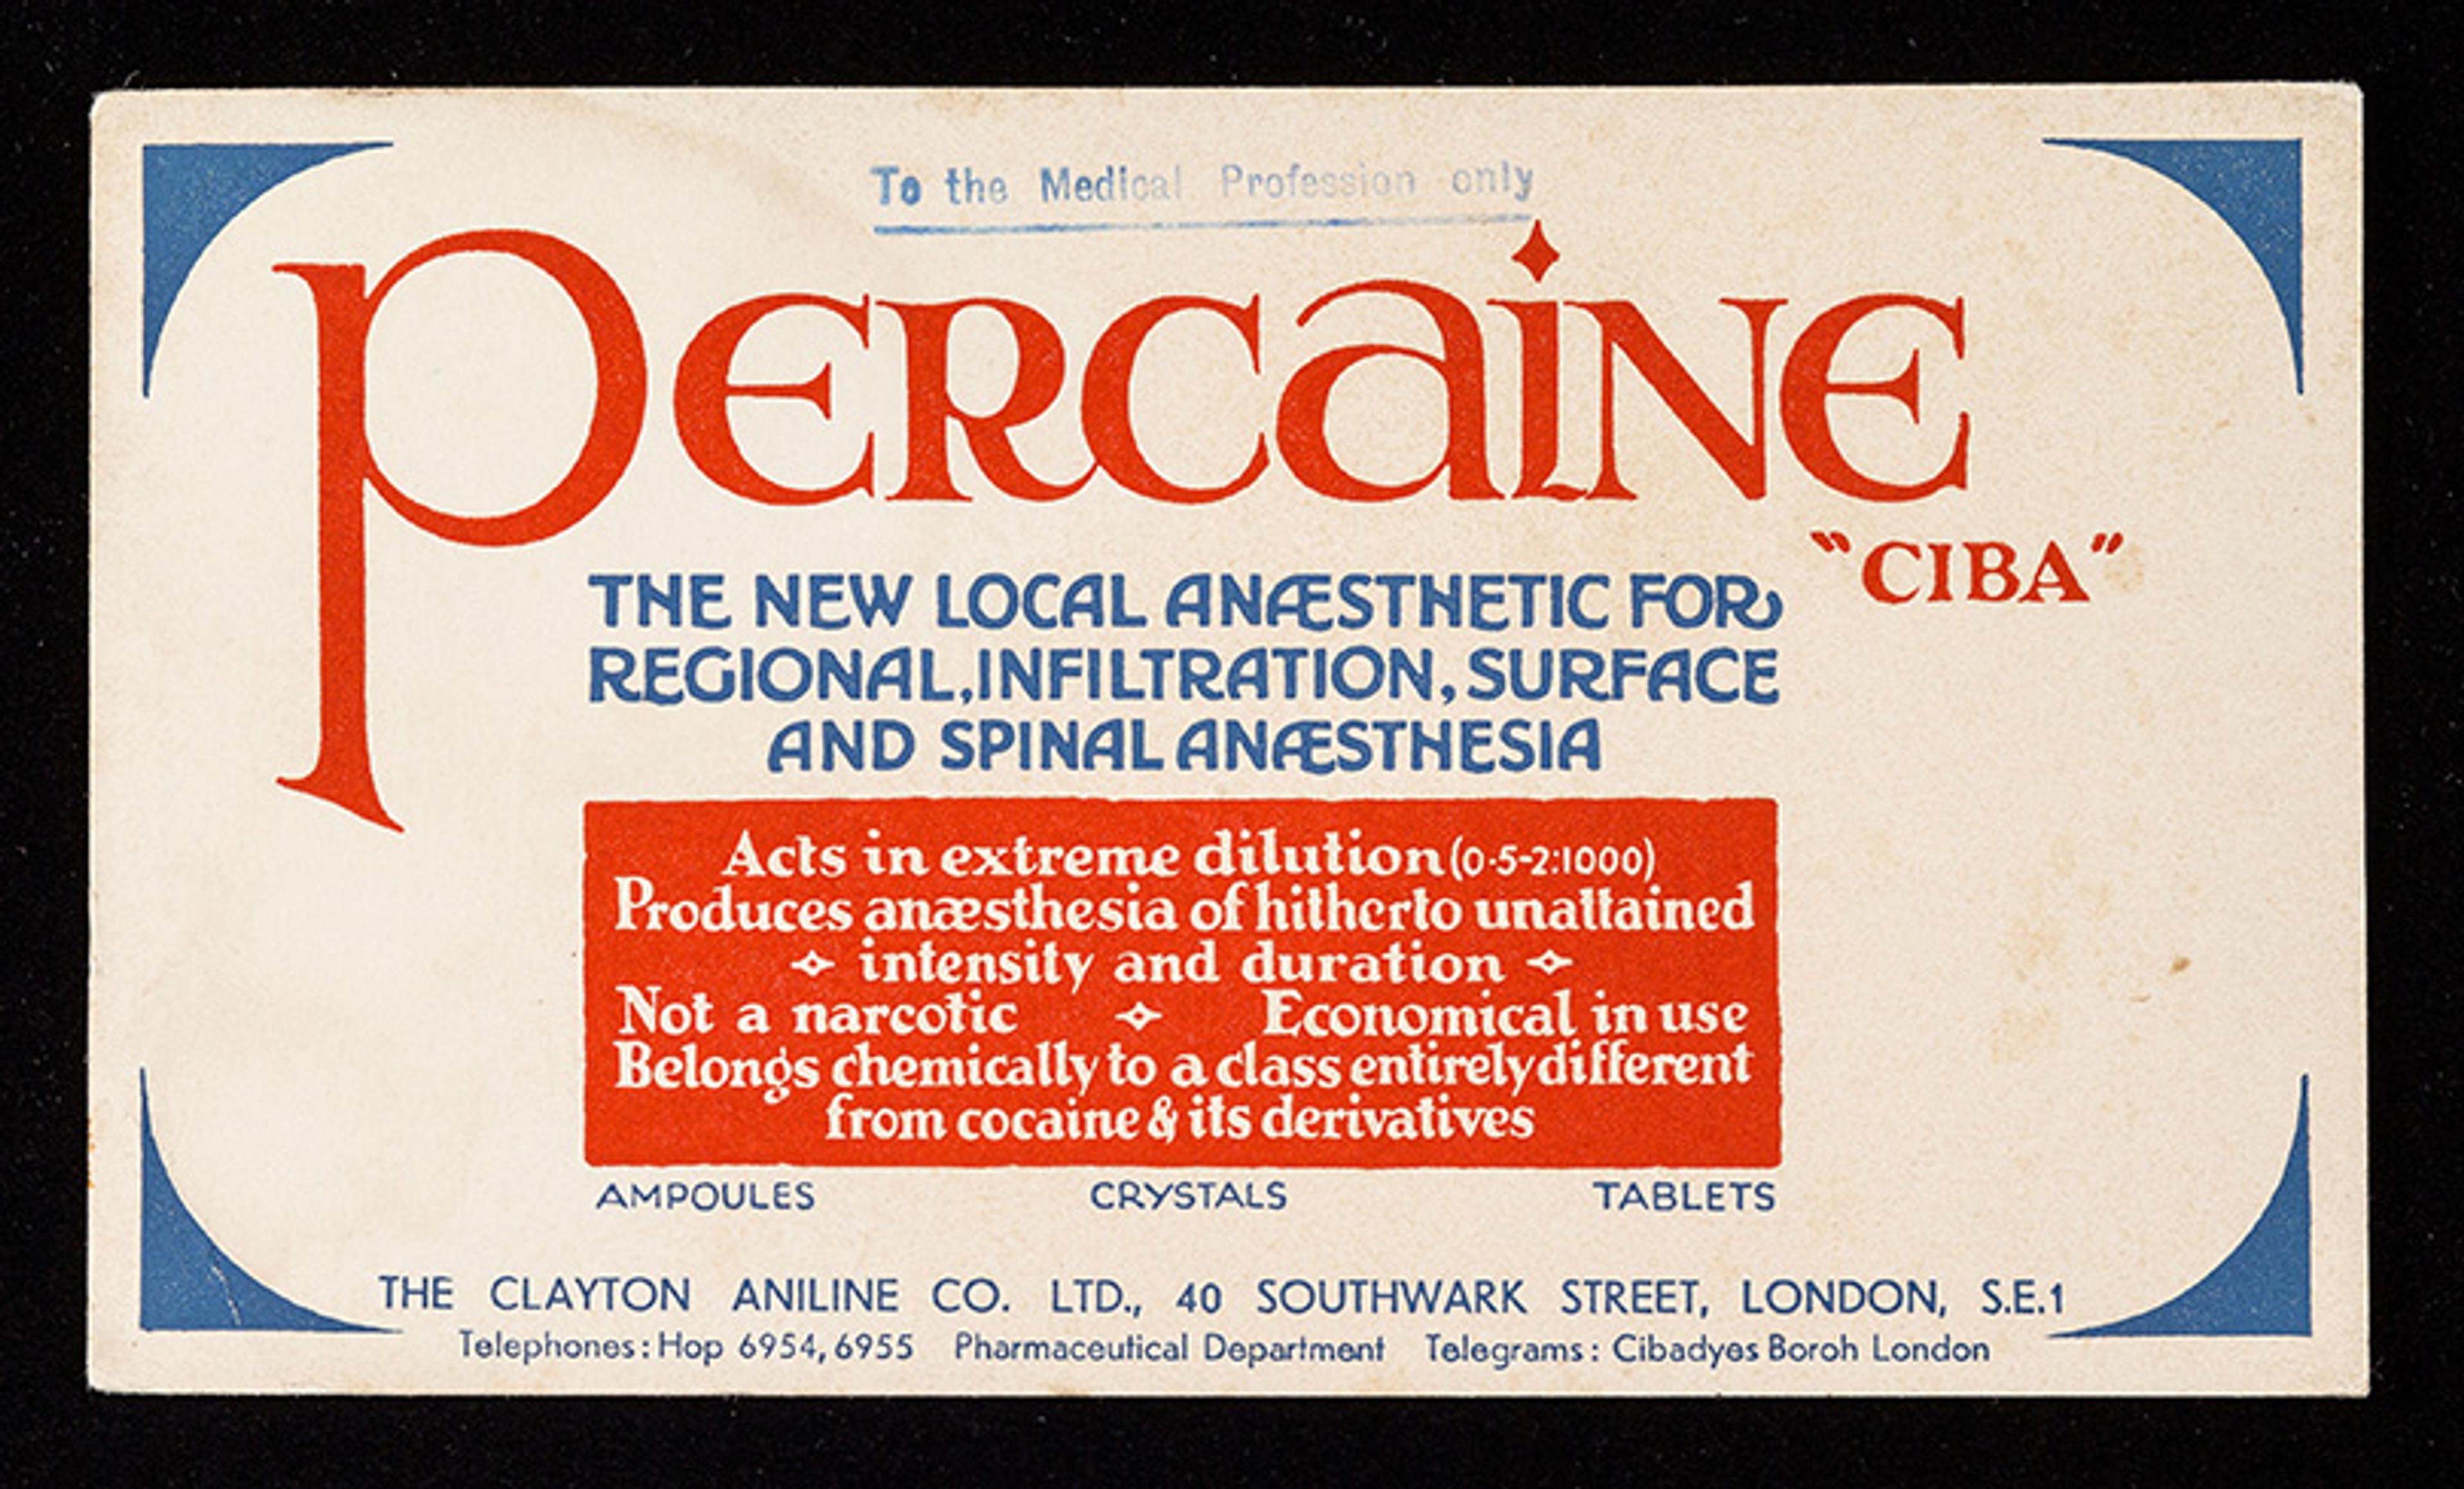 To the Medical Profession only
PERCAINE
"CIBA"
THE NEW LOCAL ANÆSTHETIC FOR
REGIONAL, INFILTRATION, SURFACE
AND SPINAL ANÆSTHESIA
Acts in extreme dilution (0·5-2:1000)
Produces anæsthesia of hitherto unattained
intensity and duration
Not a narcotic Economical in use
Belongs chemically to a class entirely different
from cocaine & its derivatives
AMPOULES CRYSTALS TABLETS
THE CLAYTON ANILINE CO. LTD., 40 SOUTHWARK STREET, LONDON, S.E.1
Telephones: Hop 6954, 6955 Pharmaceutical Department Telegrams: Cibadyes Boroh London